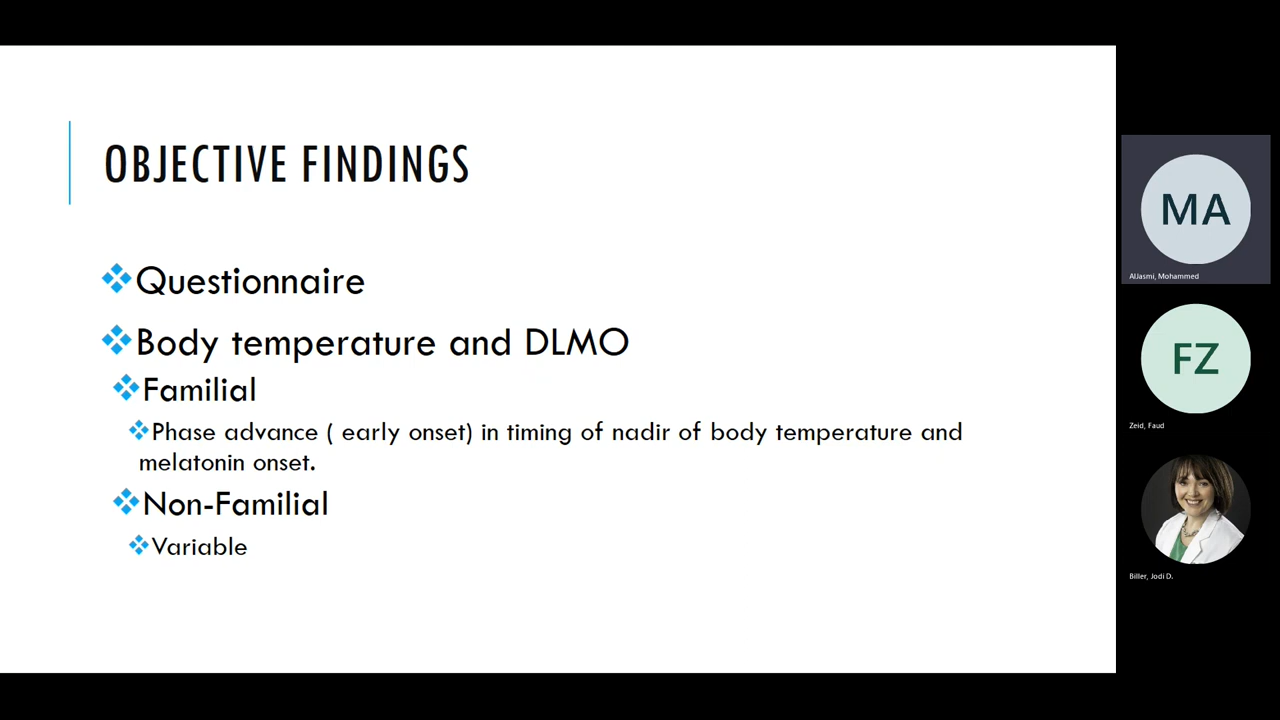 OBJECTIVE FINDINGS
Questionnaire
Body temperature and DLMO
Familial
Phase advance ( early onset) in timing of nadir of body temperature and
melatonin onset.
Non-Familial
Variable
MA
AlJasmi, Mohammed
FZ
Zeid, Faud
Biller, Jodi D.